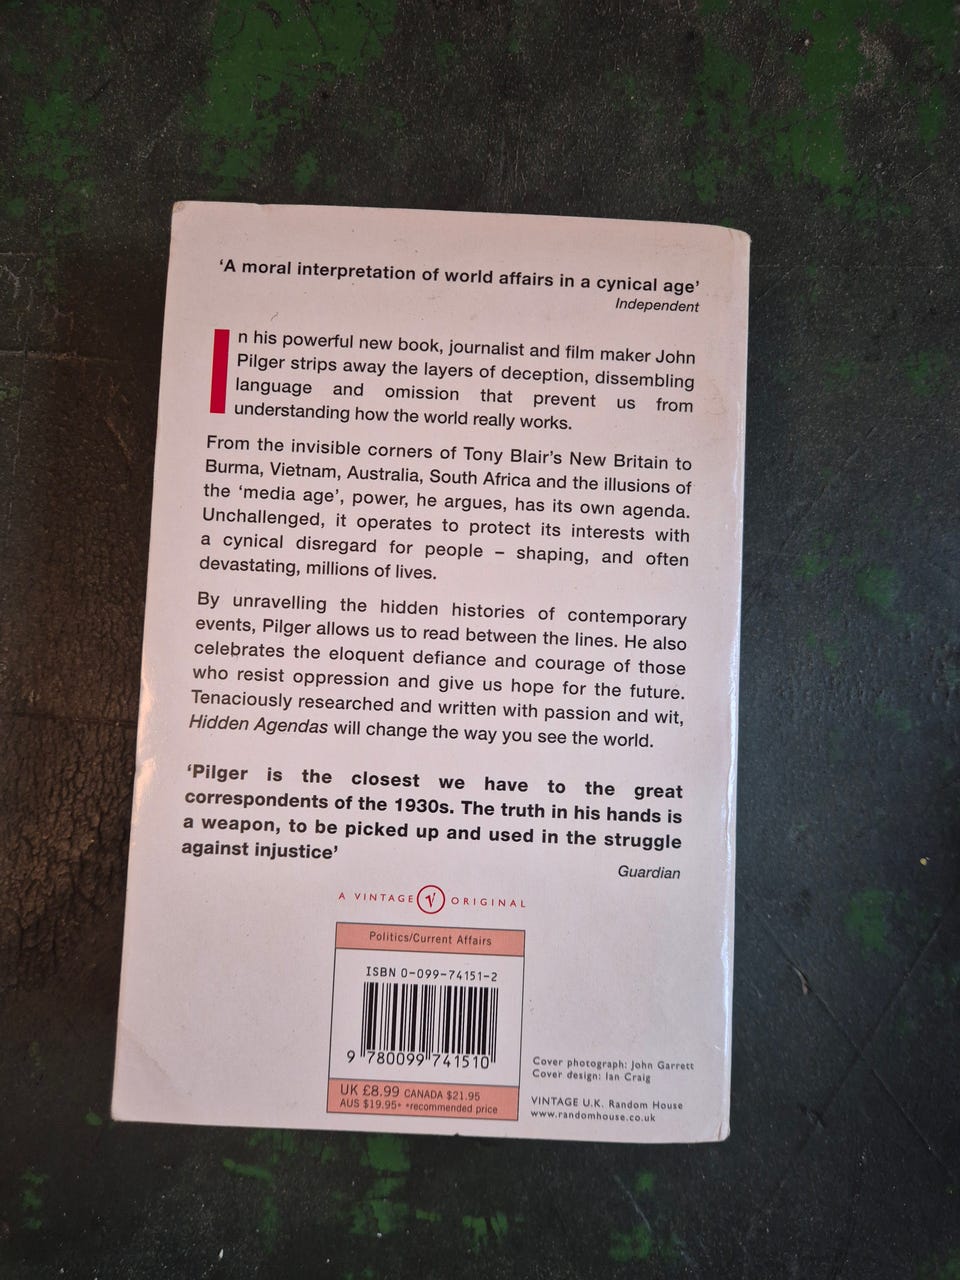 ‘A moral interpretation of world affairs in a cynical age’
Independent
In his powerful new book, journalist and film maker John
Pilger strips away the layers of deception, dissembling
language and omission that prevent us from
understanding how the world really works.
From the invisible corners of Tony Blair’s New Britain to
Burma, Vietnam, Australia, South Africa and the illusions of
the ‘media age’, power, he argues, has its own agenda.
Unchallenged, it operates to protect its interests with
a cynical disregard for people – shaping, and often
devastating, millions of lives.
By unravelling the hidden histories of contemporary
events, Pilger allows us to read between the lines. He also
celebrates the eloquent defiance and courage of those
who resist oppression and give us hope for the future.
Tenaciously researched and written with passion and wit,
Hidden Agendas will change the way you see the world.
‘Pilger is the closest we have to the great
correspondents of the 1930s. The truth in his hands is
a weapon, to be picked up and used in the struggle
against injustice’
Guardian
A VINTAGE V ORIGINAL
Politics/Current Affairs
ISBN 0-099-74151-2
9 780099 741510
UK £8.99 CANADA $21.95
AUS $19.95* *recommended price
Cover photograph: John Garrett
Cover design: Ian Craig
VINTAGE U.K. Random House
www.randomhouse.co.uk